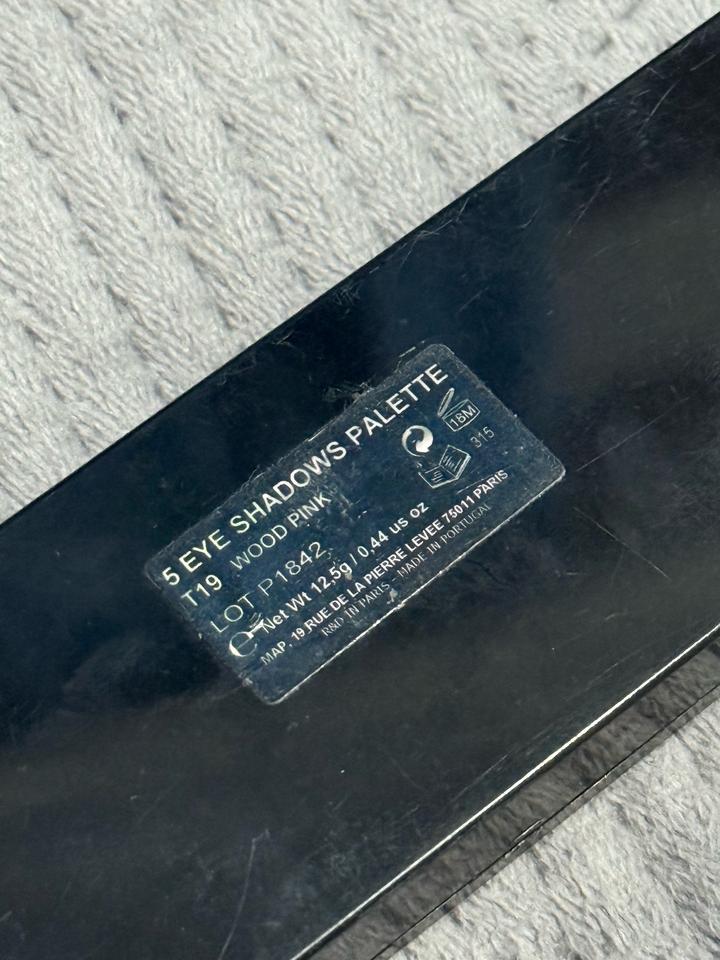 5 EYE SHADOWS PALETTE
T19 WOOD PINK
18M
LOT P1842
315
e Net Wt 12,5g / 0,44 US OZ
MAP. 19 RUE DE LA PIERRE LEVEE 75011 PARIS
R&D IN PARIS - MADE IN PORTUGAL